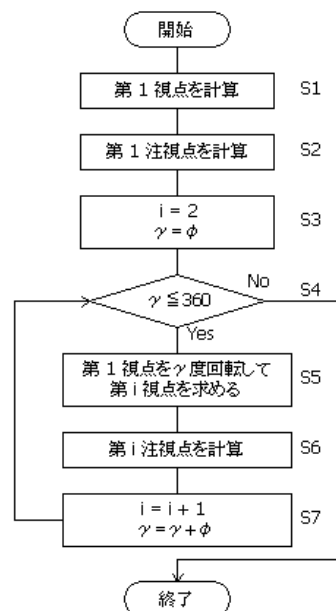 開始
第1視点を計算 S1
第1注視点を計算 S2
i = 2 S3
γ=φ
No S4
γ≦360
Yes
第1視点をγ度回転して S5
第i視点を求める
第i注視点を計算 S6
i = i + 1 S7
γ=γ+φ
終了